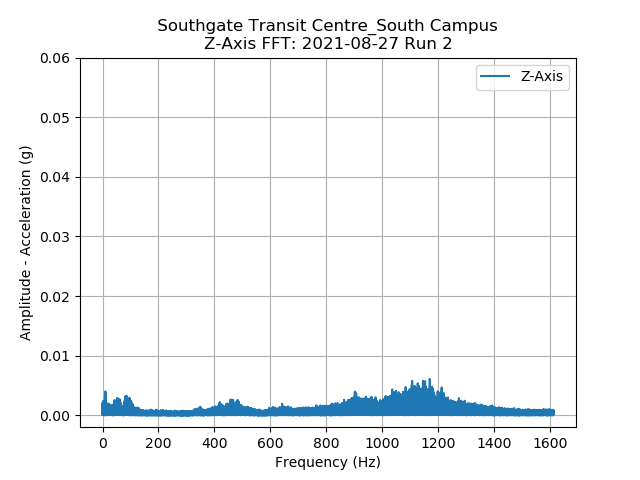 Southgate Transit Centre_South Campus
Z-Axis FFT: 2021-08-27 Run 2
Z-Axis
0.06
0.05
0.04
0.03
0.02
0.01
0.00
Amplitude - Acceleration (g)
0 200 400 600 800 1000 1200 1400 1600
Frequency (Hz)